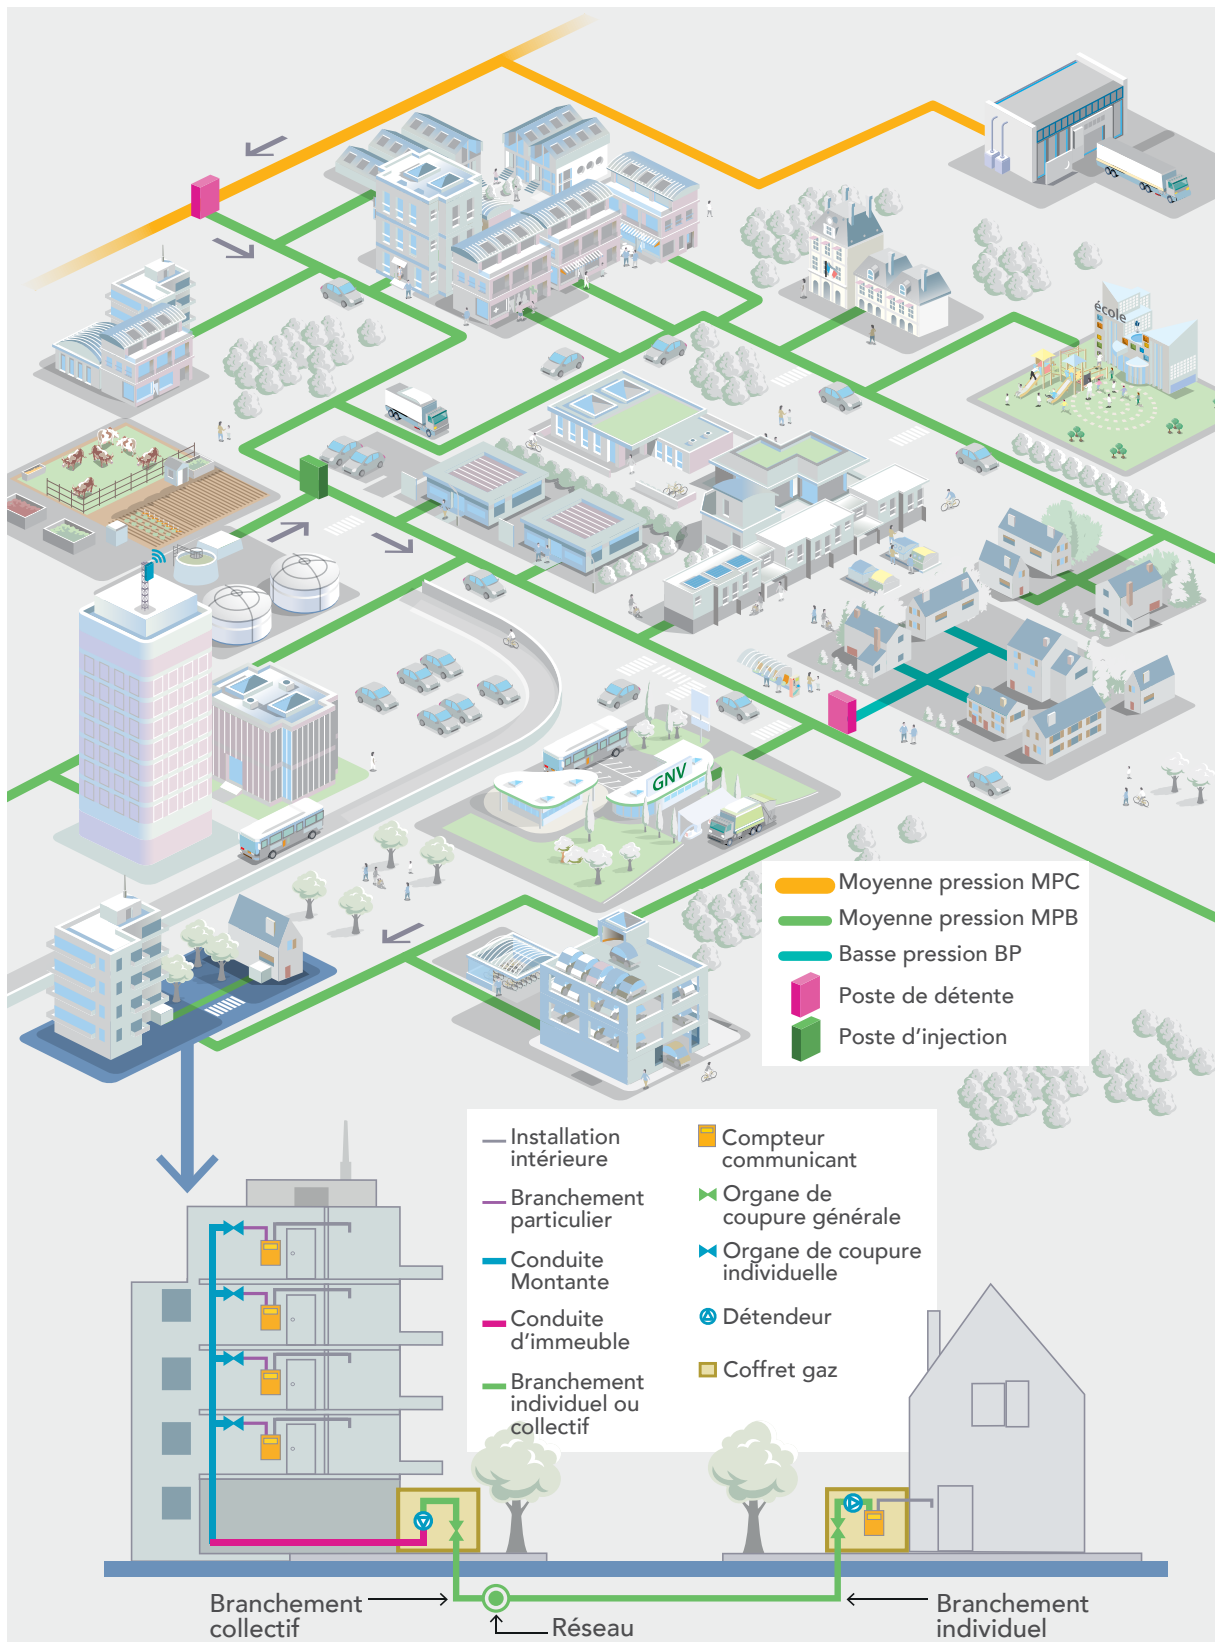 école
GNV
Moyenne pression MPC
Moyenne pression MPB
Basse pression BP
Poste de détente
Poste d'injection
Installation
intérieure
Branchement
particulier
Conduite
Montante
Conduite
d'immeuble
Branchement
individuel ou
collectif
Compteur
communicant
Organe de
coupure générale
Organe de coupure
individuelle
Détendeur
Coffret gaz
Branchement
collectif
Réseau
Branchement
individuel